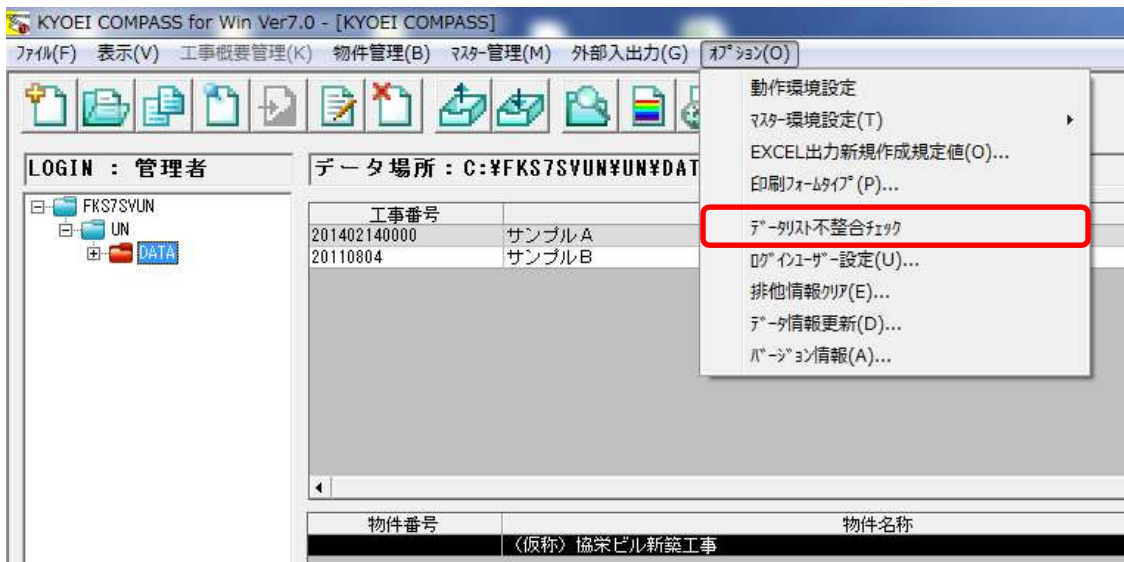 KYOEI COMPASS for Win Ver7.0 - [KYOEI COMPASS]
ﾌｧｲﾙ(F) 表示(V) 工事概要管理(K) 物件管理(B) ﾏｽﾀｰ管理(M) 外部入出力(G) ｵﾌﾟｼｮﾝ(O)
動作環境設定
ﾏｽﾀｰ環境設定(T)
EXCEL出力新規作成規定値(O)...
印刷ﾌｫｰﾑﾀｲﾌﾟ(P)...
ﾃﾞｰﾀﾘｽﾄ不整合ﾁｪｯｸ
ﾛｸﾞｲﾝﾕｰｻﾞｰ設定(U)...
排他情報ｸﾘｱ(E)...
ﾃﾞｰﾀ情報更新(D)...
ﾊﾞｰｼﾞｮﾝ情報(A)...
LOGIN : 管理者
FKS7SVUN
UN
DATA
データ場所：C:¥FKS7SVUN¥UN¥DAT
工事番号
201402140000 サンプルA
20110804 サンプルB
物件番号 物件名称
（仮称）協栄ビル新築工事